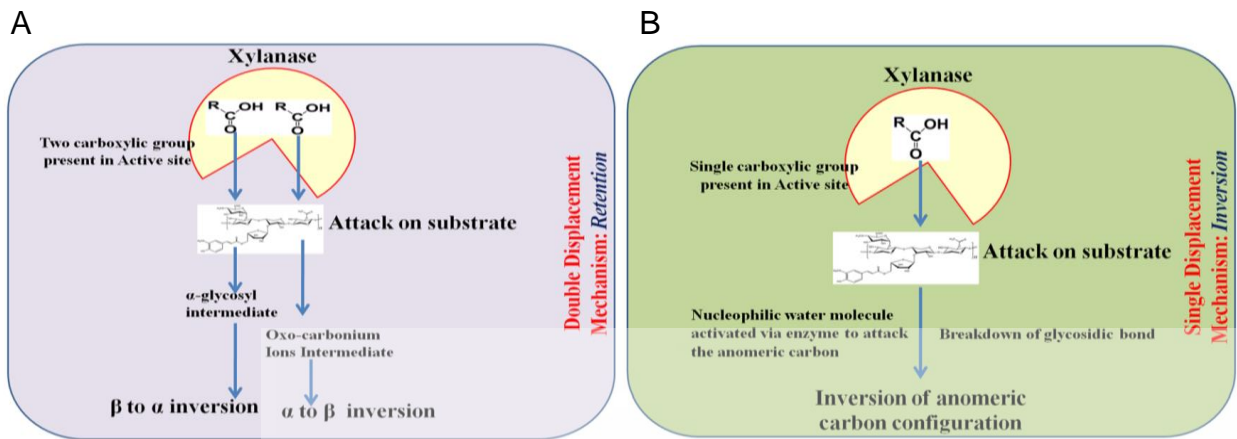 A
B
Xylanase
R
OH
C
O
R
OH
C
O
Two carboxylic group
present in Active site
Attack on substrate
α-glycosyl
intermediate
Oxo-carbonium
Ions Intermediate
β to α inversion
α to β inversion
Double Displacement
Mechanism: Retention
Xylanase
R
OH
C
O
Single carboxylic group
present in Active site
Attack on substrate
Nucleophilic water molecule
activated via enzyme to attack
the anomeric carbon
Breakdown of glycosidic bond
Inversion of anomeric
carbon configuration
Single Displacement
Mechanism: Inversion